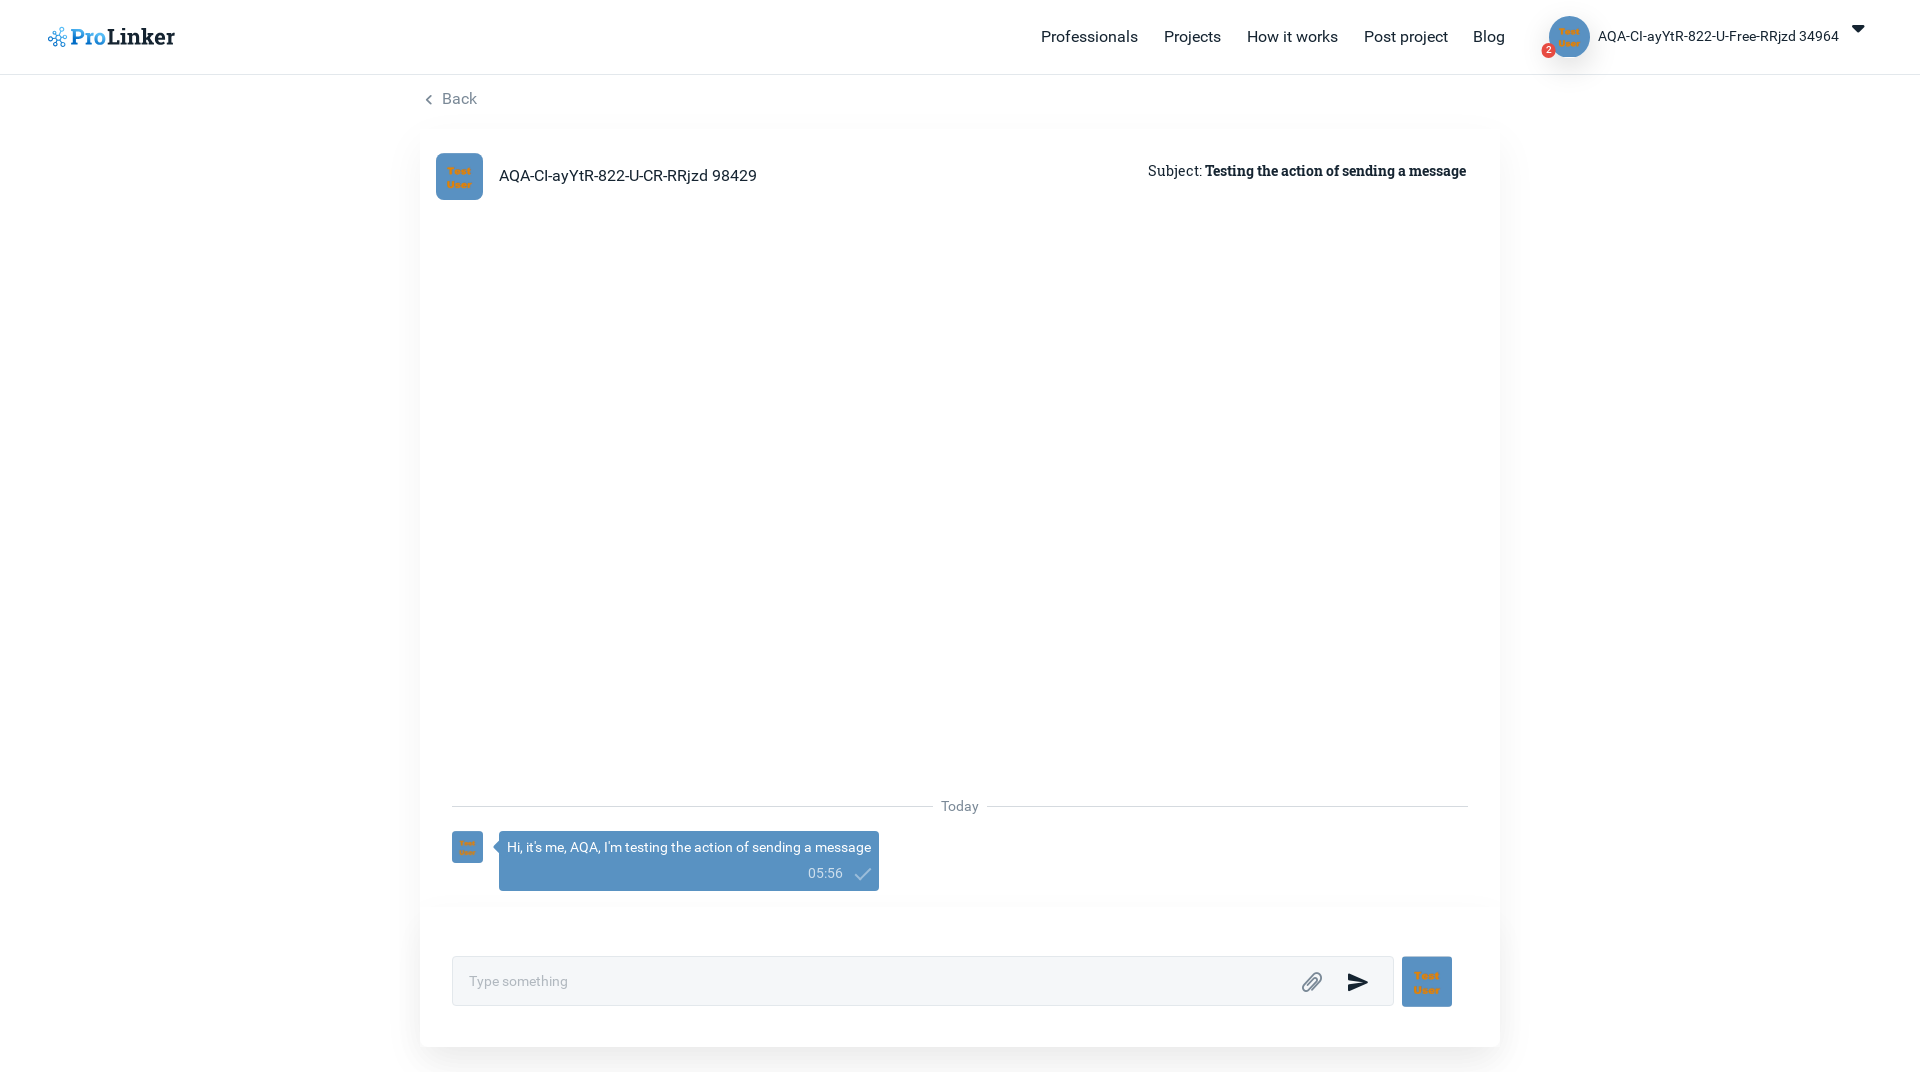 ProLinker
Professionals
Projects
How it works
Post project
Blog
Test
User
2
AQA-CI-ayYtR-822-U-Free-RRjzd 34964
Back
Test
User
AQA-CI-ayYtR-822-U-CR-RRjzd 98429
Subject: Testing the action of sending a message
Today
Test
User
Hi, it's me, AQA, I'm testing the action of sending a message
05:56
Type something
Test
User